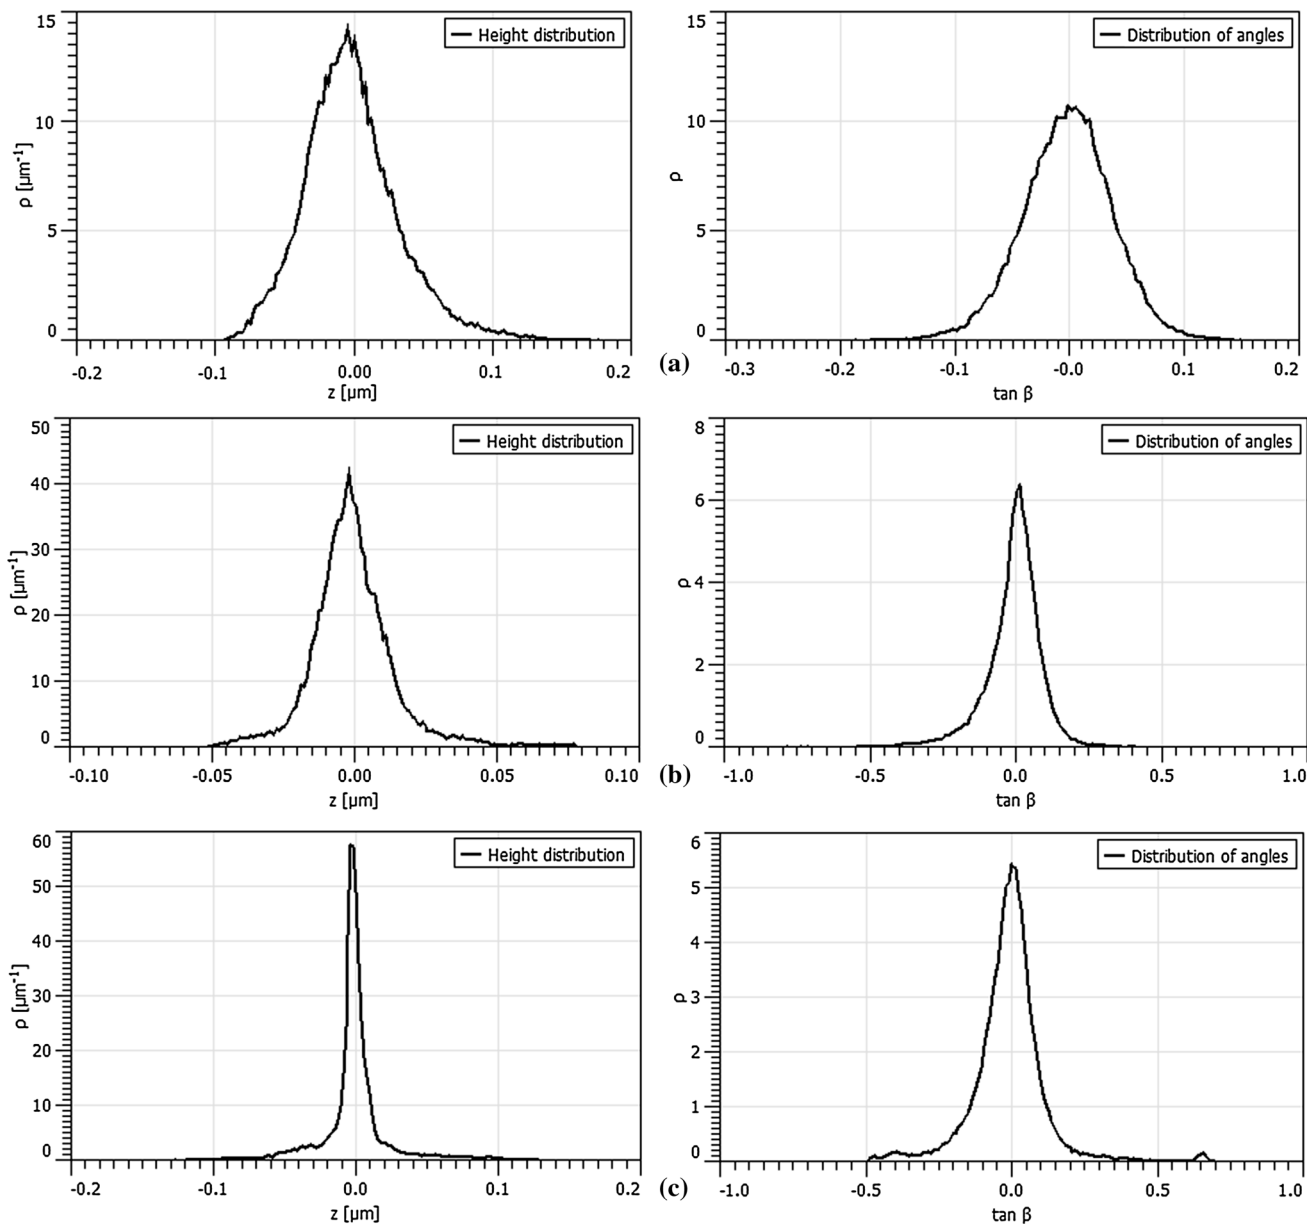 15
10
5
0
ρ [µm⁻¹]
Height distribution
-0.2 -0.1 0.00 0.1 0.2
z [µm]
15
10
5
0
ρ
Distribution of angles
-0.3 -0.2 -0.1 -0.0 0.1 0.2
tan β
(a)
50
40
30
20
10
0
ρ [µm⁻¹]
Height distribution
-0.10 -0.05 0.00 0.05 0.10
z [µm]
8
6
4
2
0
ρ
Distribution of angles
-1.0 -0.5 0.0 0.5 1.0
tan β
(b)
60
50
40
30
20
10
0
ρ [µm⁻¹]
Height distribution
-0.2 -0.1 0.0 0.1 0.2
z [µm]
6
5
4
3
2
1
0
ρ
Distribution of angles
-1.0 -0.5 0.0 0.5 1.0
tan β
(c)